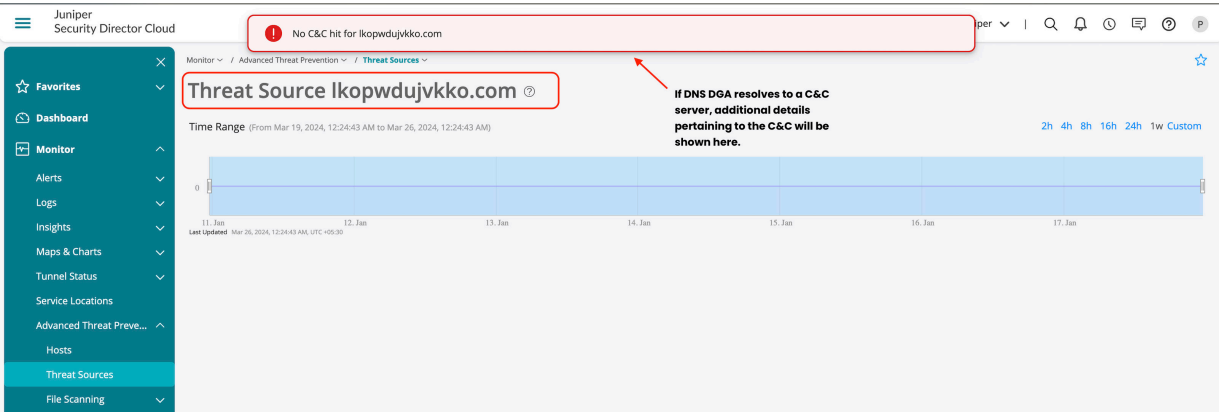 Juniper
Security Director Cloud
No C&C hit for lkopwdujvkko.com
per
P
Monitor / Advanced Threat Prevention / Threat Sources
Favorites
Dashboard
Monitor
Alerts
Logs
Insights
Maps & Charts
Tunnel Status
Service Locations
Advanced Threat Preve...
Hosts
Threat Sources
File Scanning
Threat Source lkopwdujvkko.com
If DNS DGA resolves to a C&C
server, additional details
pertaining to the C&C will be
shown here.
Time Range (From Mar 19, 2024, 12:24:43 AM to Mar 26, 2024, 12:24:43 AM)
2h 4h 8h 16h 24h 1w Custom
0
11. Jan 12. Jan 13. Jan 14. Jan 15. Jan 16. Jan 17. Jan
Last Updated Mar 26, 2024, 12:24:43 AM, UTC +05:30